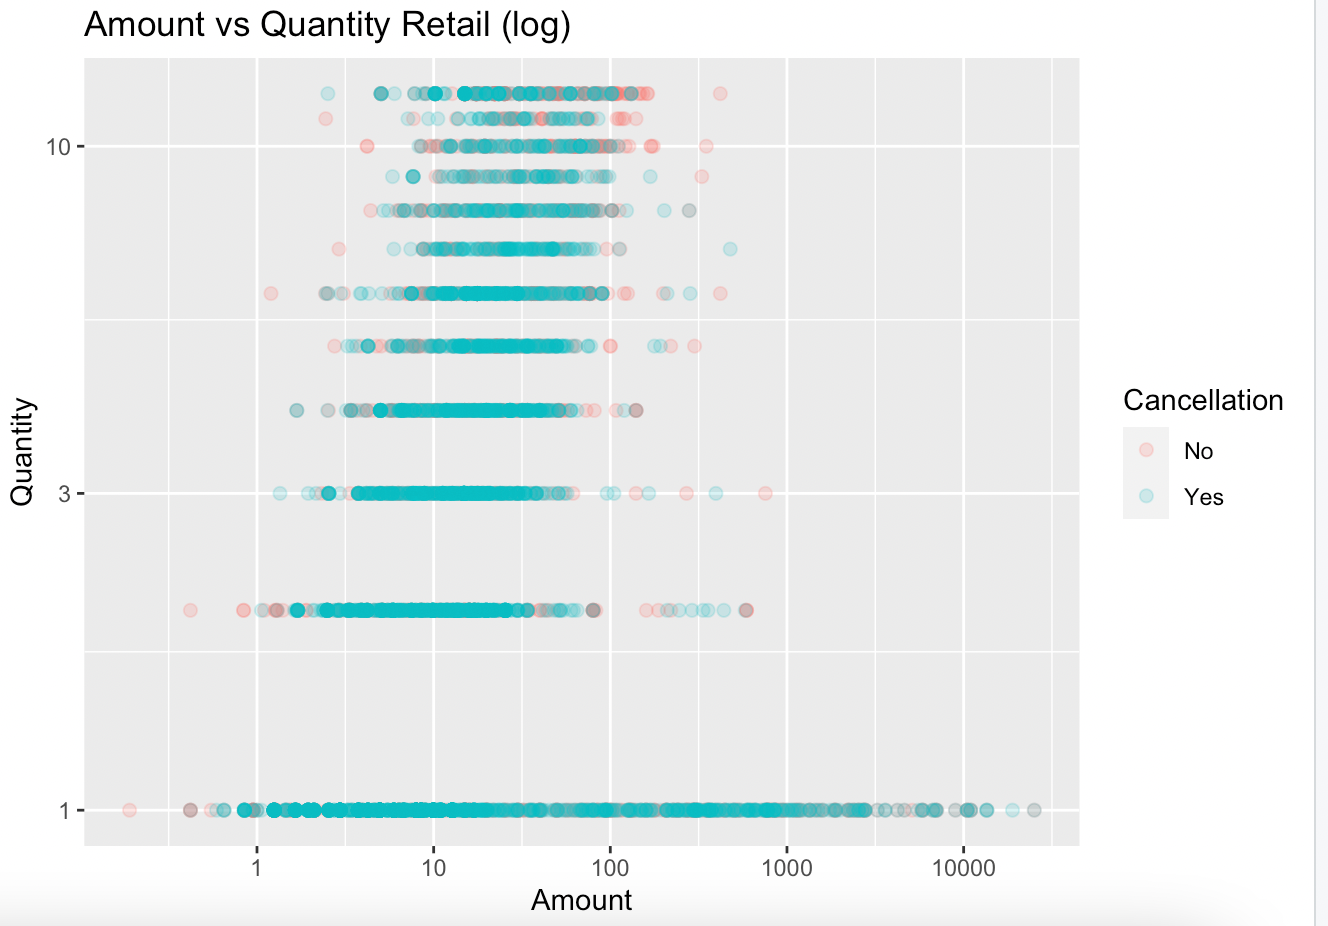 Amount vs Quantity Retail (log)
10
3
1
Quantity
1
10
100
1000
10000
Amount
Cancellation
No
Yes